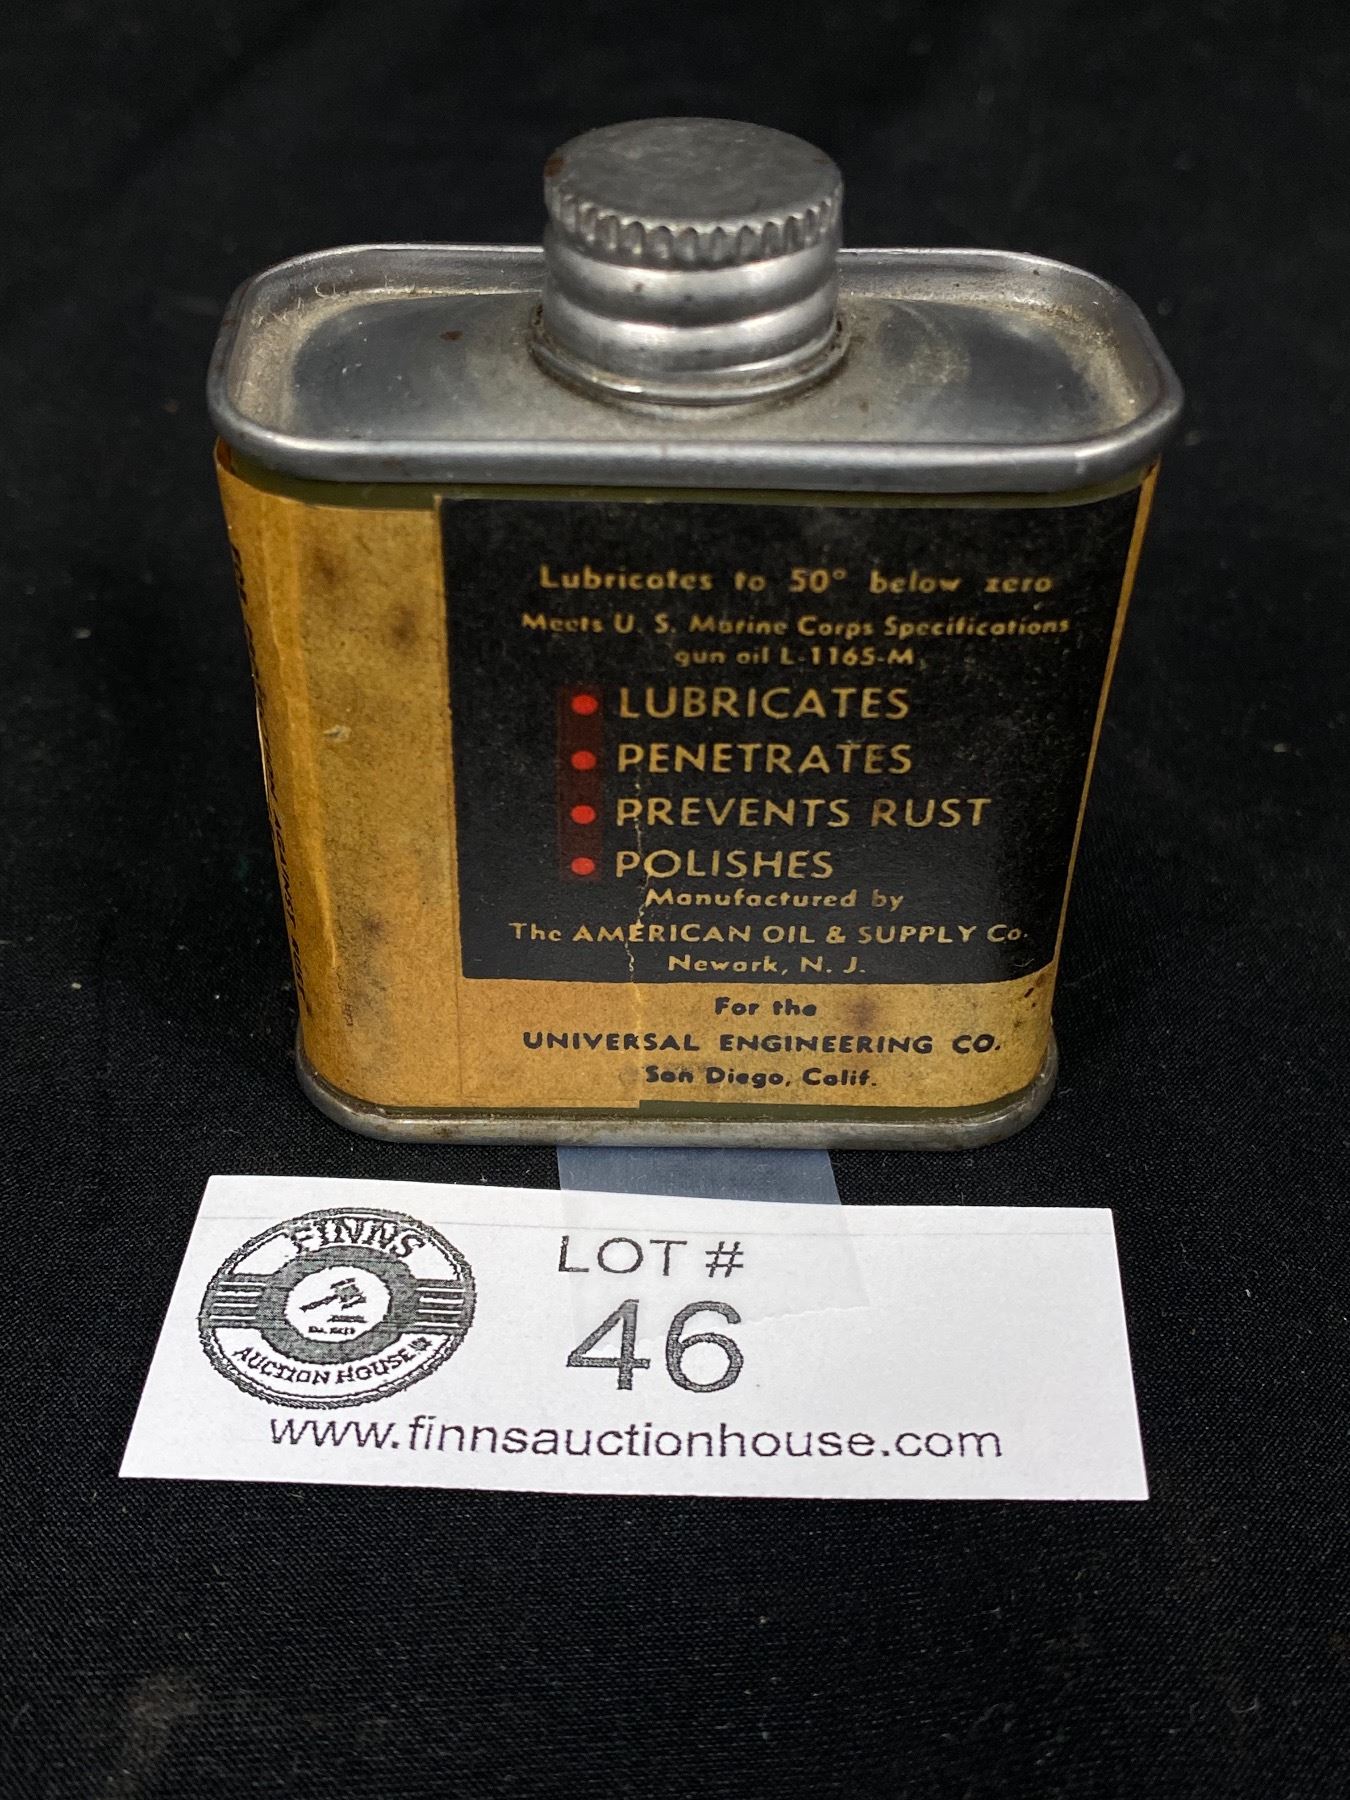 Lubricates to 50° below zero
Meets U. S. Marine Corps Specifications
gun oil L-1165-M
• LUBRICATES
• PENETRATES
• PREVENTS RUST
• POLISHES
Manufactured by
The AMERICAN OIL & SUPPLY Co.
Newark, N. J.
For the
UNIVERSAL ENGINEERING CO.
San Diego, Calif.
FINNS
AUCTION HOUSE
LOT #
46
www.finnsauctionhouse.com